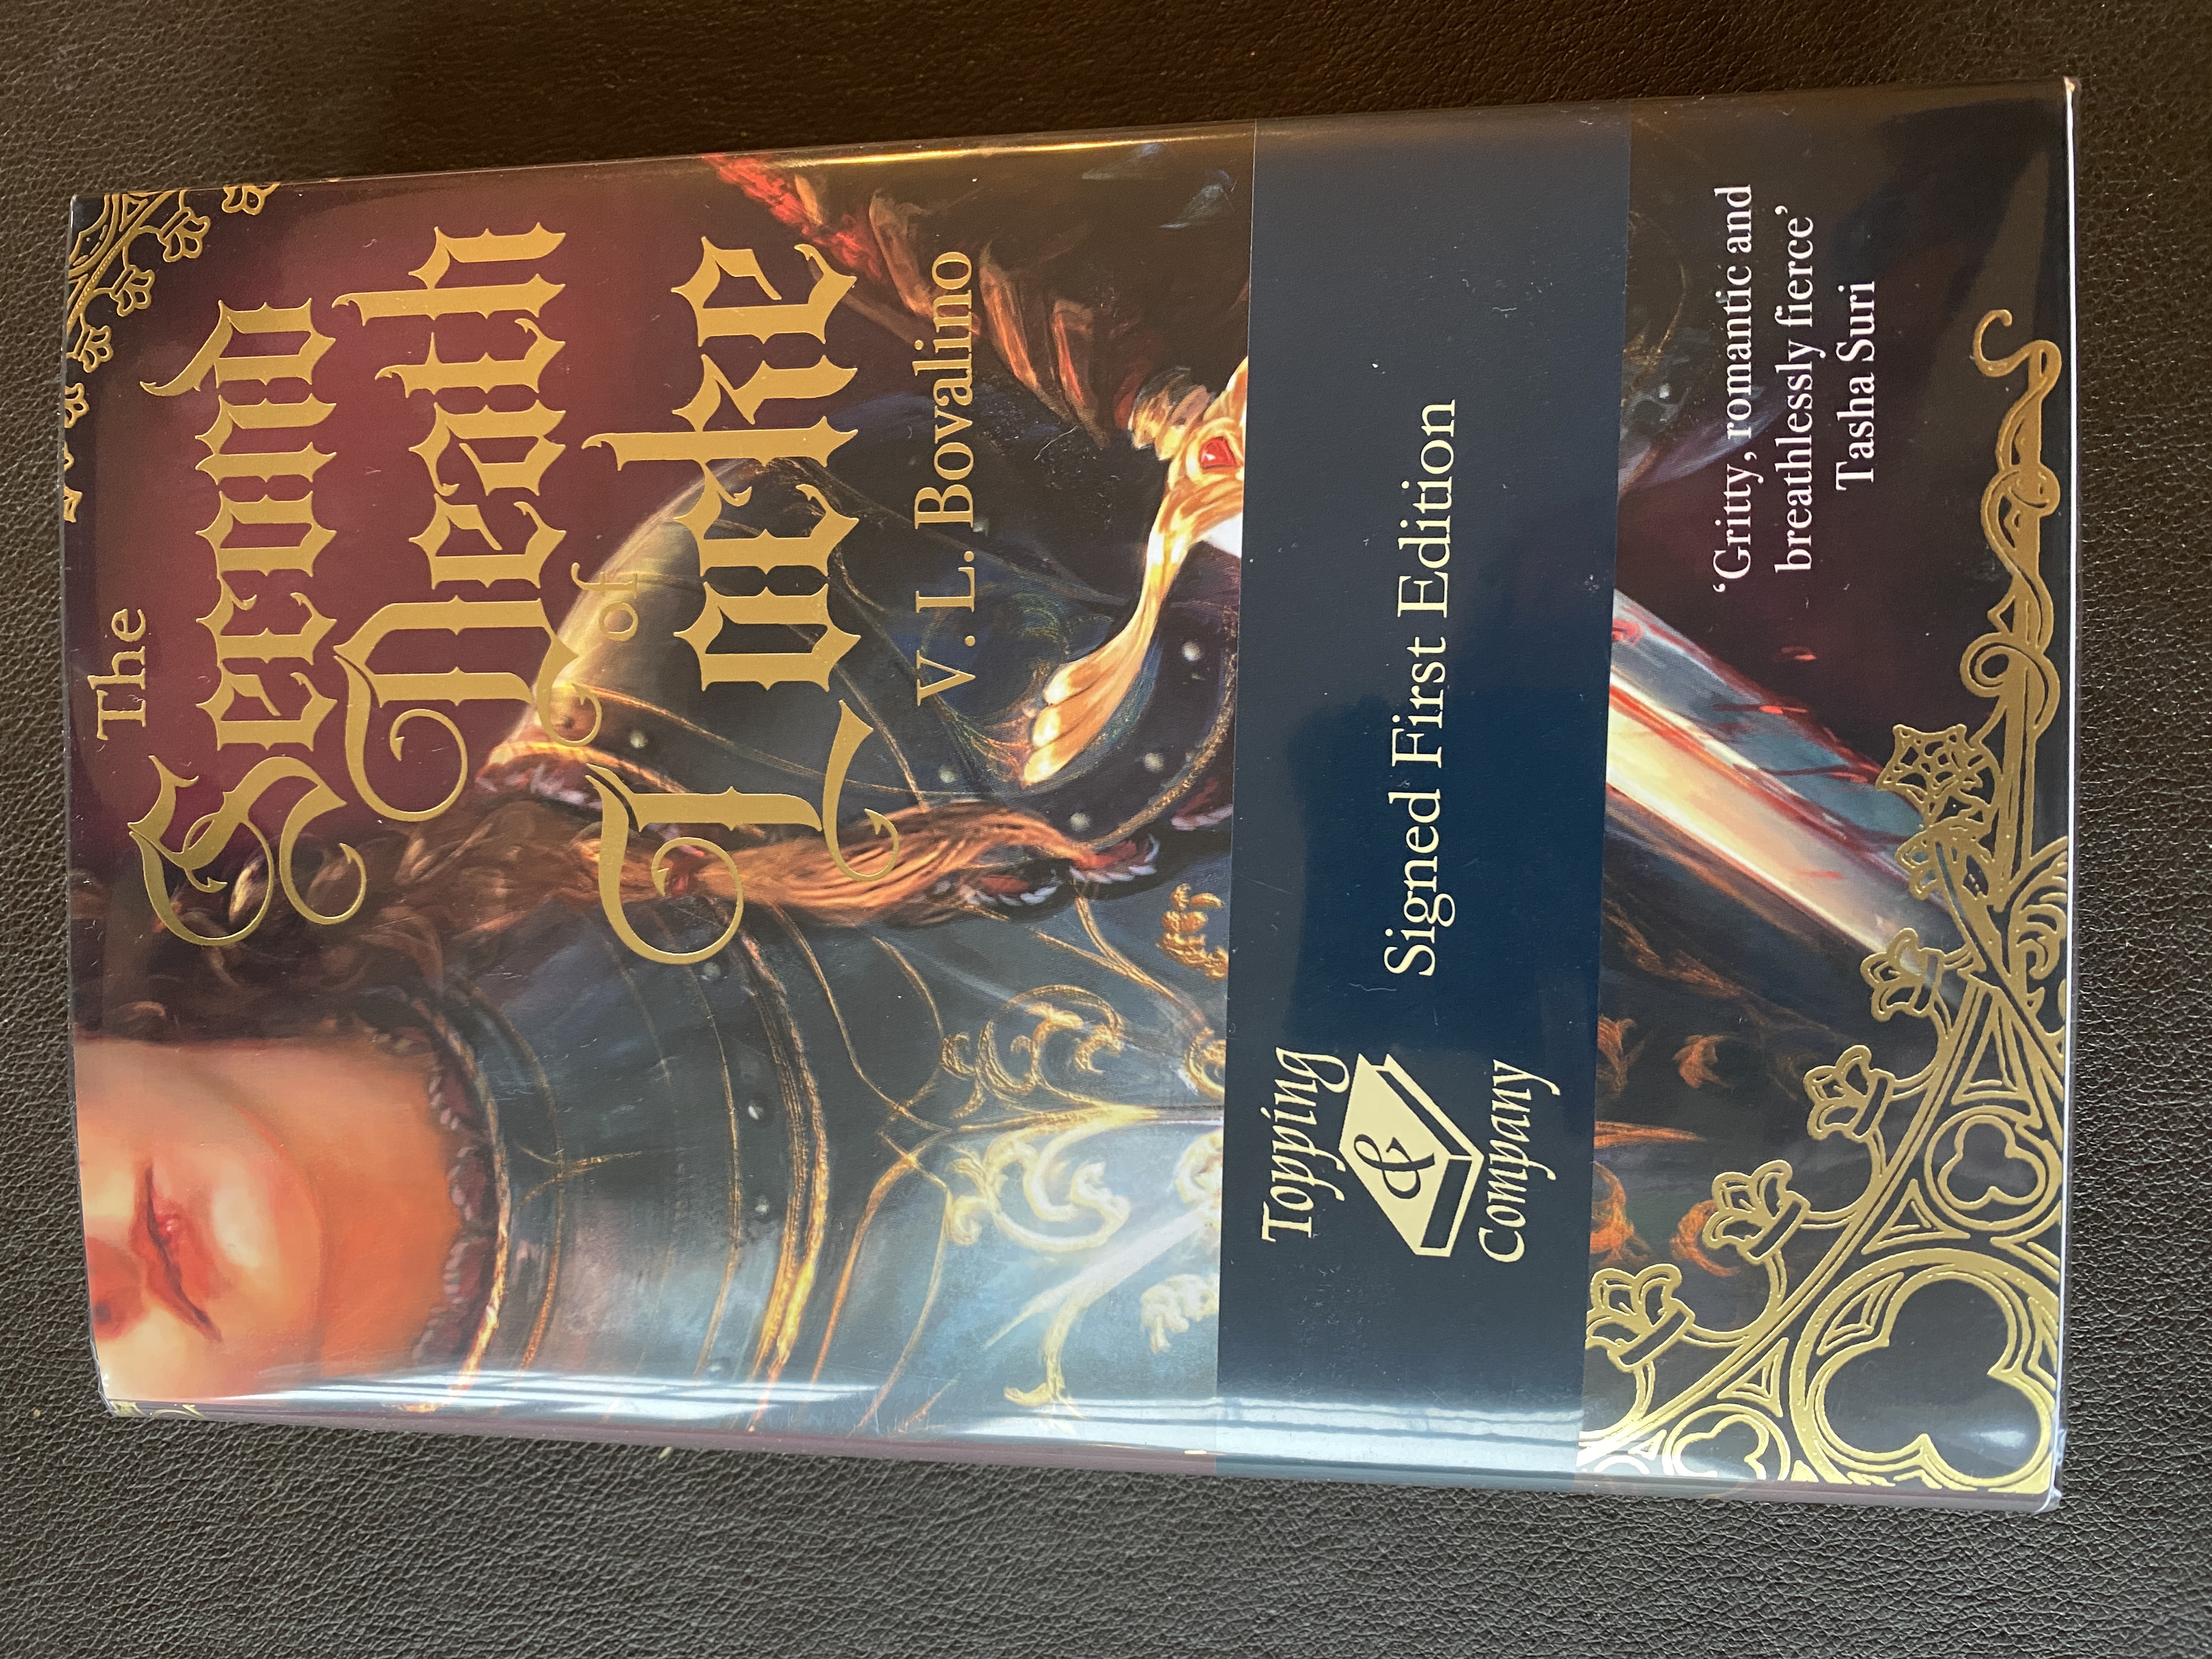 The
Second
Death
of
Locke
V. L. Bovalino
Topping
&
Company
Signed First Edition
‘Gritty, romantic and
breathlessly fierce’
Tasha Suri